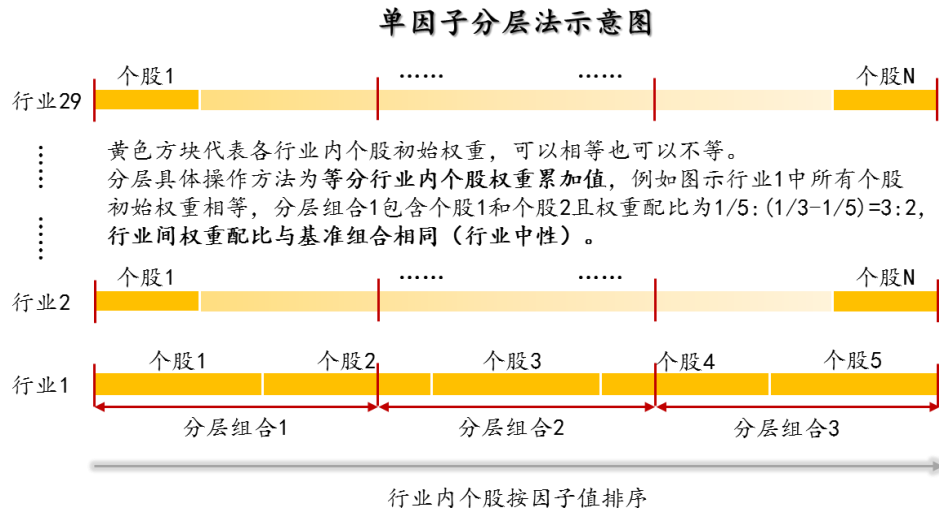 单因子分层法示意图
个股1 …… …… 个股N
行业29
黄色方块代表各行业内个股初始权重，可以相等也可以不等。
分层具体操作方法为等分行业内个股权重累加值，例如图示行业1中所有个股
初始权重相等，分层组合1包含个股1和个股2且权重配比为1/5:(1/3-1/5)=3:2,
行业间权重配比与基准组合相同（行业中性）。
……
……
个股1 …… …… 个股N
行业2
个股1 个股2 个股3 个股4 个股5
行业1
分层组合1 分层组合2 分层组合3
行业内个股按因子值排序